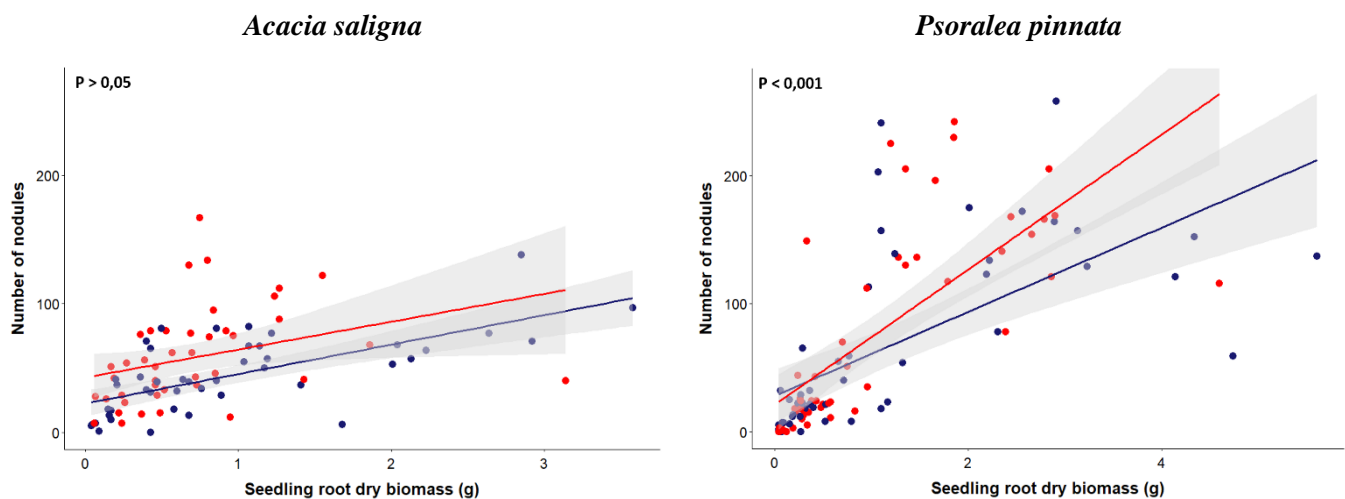 Acacia saligna
P > 0,05
Number of nodules
200
100
0
0 1 2 3
Seedling root dry biomass (g)
Psoralea pinnata
P < 0,001
Number of nodules
200
100
0
0 2 4
Seedling root dry biomass (g)